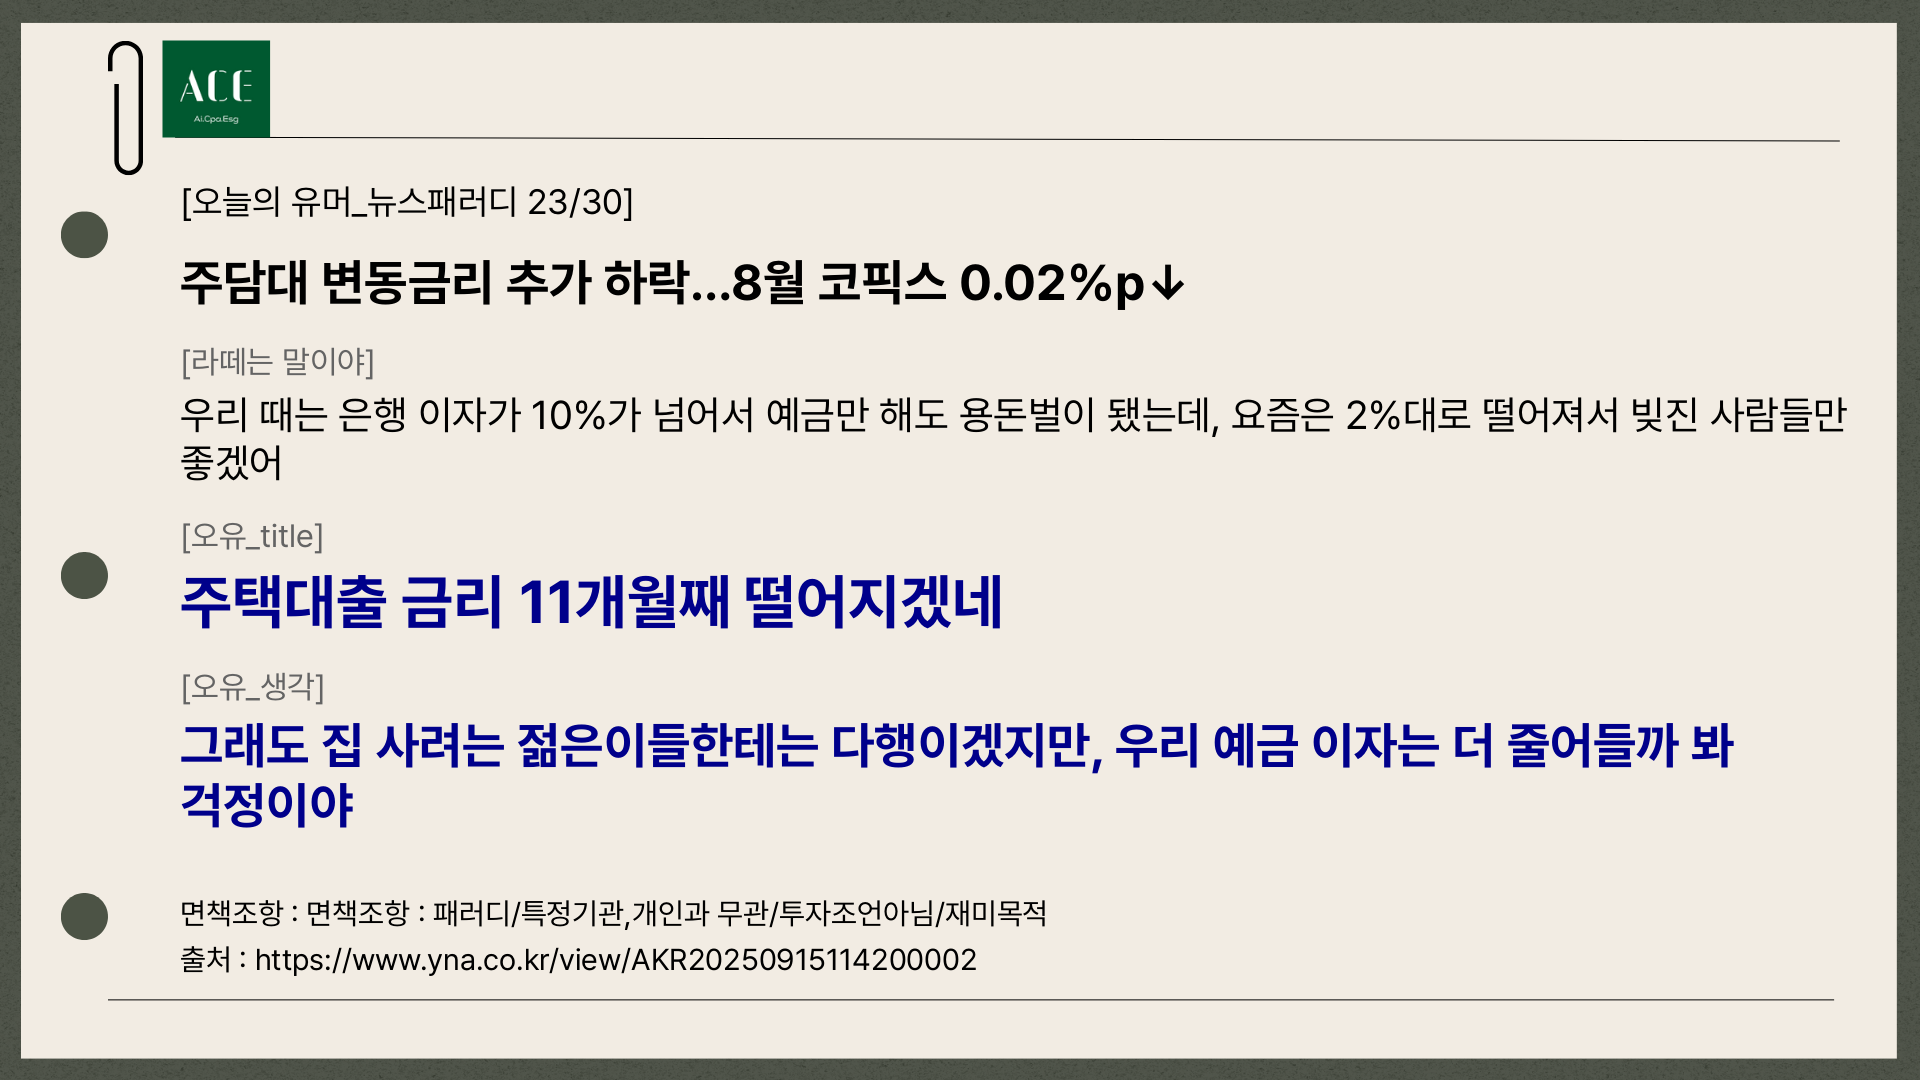 ACE
Ai.Cpa.Esg
[오늘의 유머_뉴스패러디 23/30]
주담대 변동금리 추가 하락...8월 코픽스 0.02%p↓
[라떼는 말이야]
우리 때는 은행 이자가 10%가 넘어서 예금만 해도 용돈벌이 됐는데, 요즘은 2%대로 떨어져서 빚진 사람들만
좋겠어
[오유_title]
주택대출 금리 11개월째 떨어지겠네
[오유_생각]
그래도 집 사려는 젊은이들한테는 다행이겠지만, 우리 예금 이자는 더 줄어들까 봐
걱정이야
면책조항 : 면책조항 : 패러디/특정기관,개인과 무관/투자조언아님/재미목적
출처 : https://www.yna.co.kr/view/AKR20250915114200002